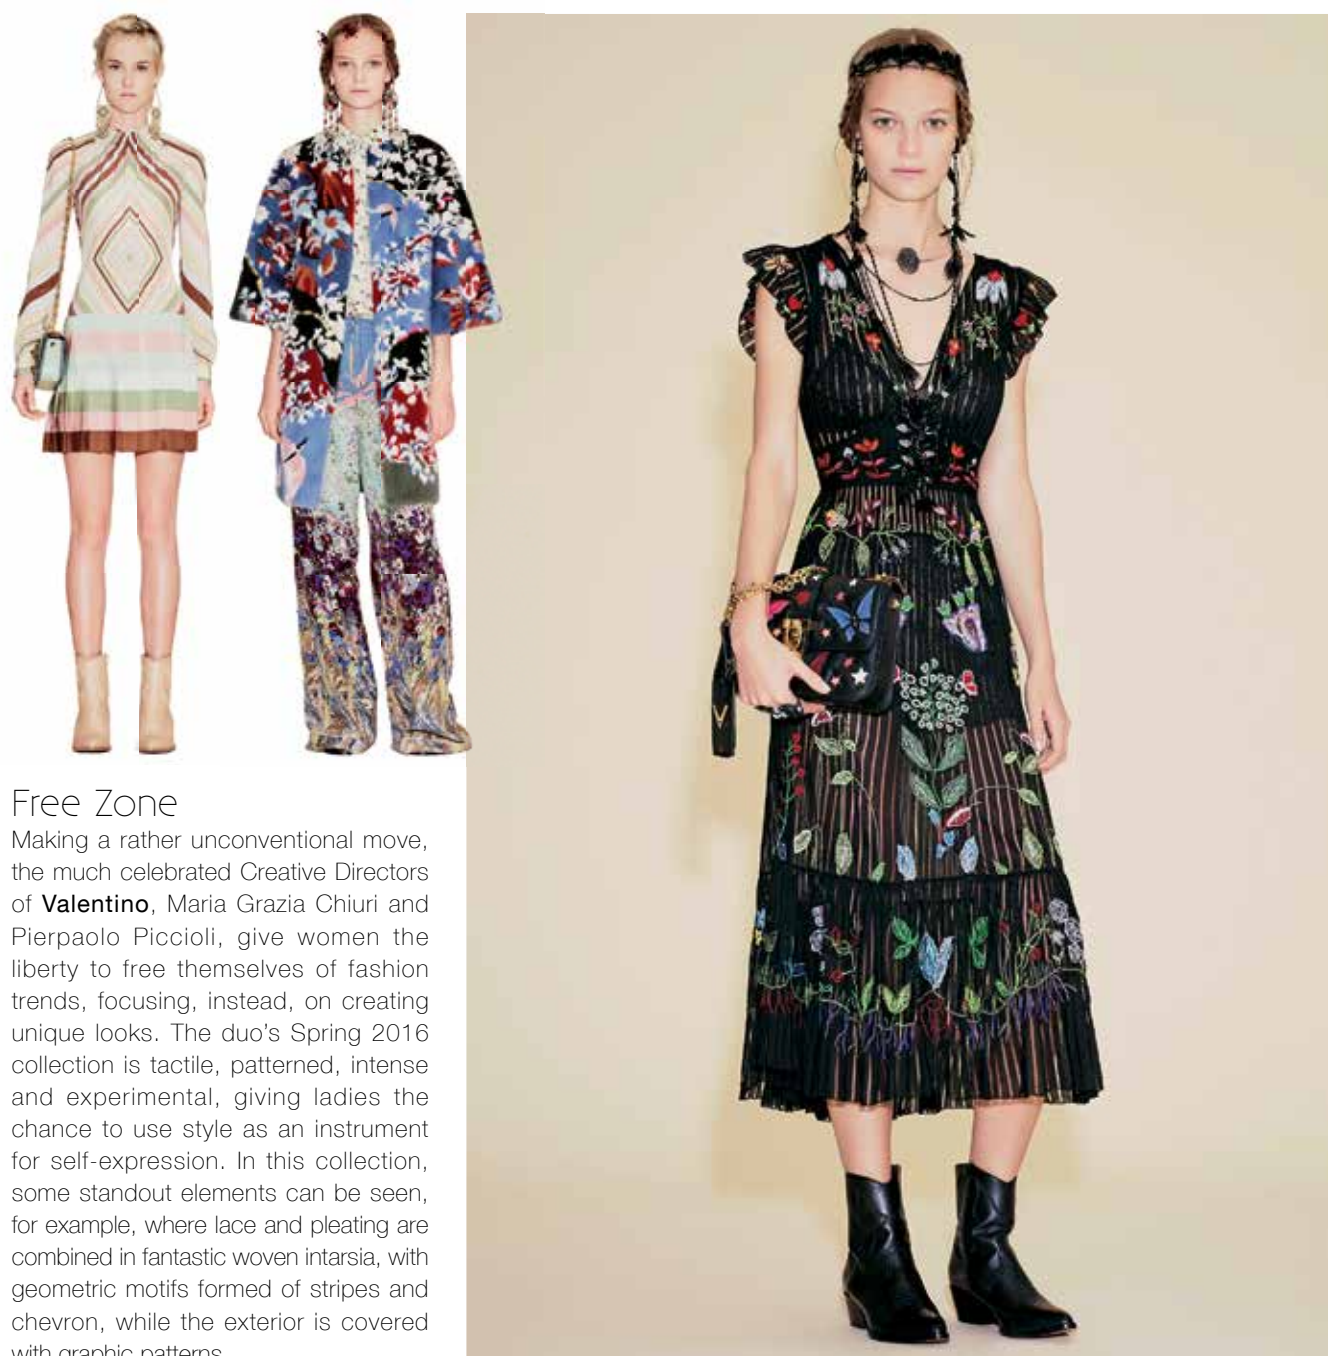 Free Zone
Making a rather unconventional move,
the much celebrated Creative Directors
of Valentino, Maria Grazia Chiuri and
Pierpaolo Piccioli, give women the
liberty to free themselves of fashion
trends, focusing, instead, on creating
unique looks. The duo's Spring 2016
collection is tactile, patterned, intense
and experimental, giving ladies the
chance to use style as an instrument
for self-expression. In this collection,
some standout elements can be seen,
for example, where lace and pleating are
combined in fantastic woven intarsia, with
geometric motifs formed of stripes and
chevron, while the exterior is covered
with graphic patterns.